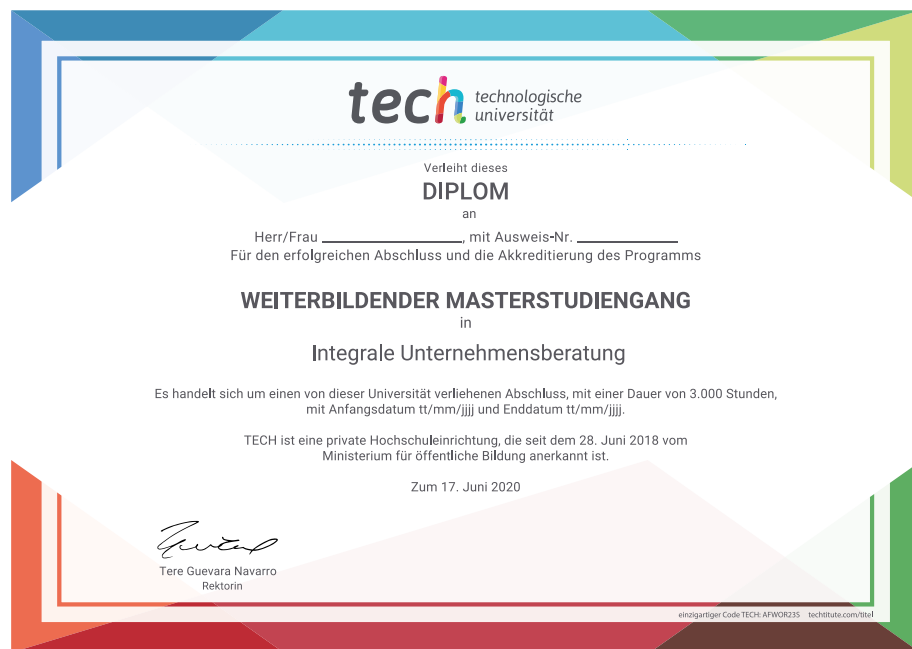 tech technologische
universität
Verleiht dieses
DIPLOM
an
Herr/Frau ____________________, mit Ausweis-Nr. ______________
Für den erfolgreichen Abschluss und die Akkreditierung des Programms
WEITERBILDENDER MASTERSTUDIENGANG
in
Integrale Unternehmensberatung
Es handelt sich um einen von dieser Universität verliehenen Abschluss, mit einer Dauer von 3.000 Stunden,
mit Anfangsdatum tt/mm/jjjj und Enddatum tt/mm/jjjj.
TECH ist eine private Hochschuleinrichtung, die seit dem 28. Juni 2018 vom
Ministerium für öffentliche Bildung anerkannt ist.
Zum 17. Juni 2020
Tere Guevara Navarro
Rektorin
einzigartiger Code TECH: AFWOR23S techtitute.com/titel